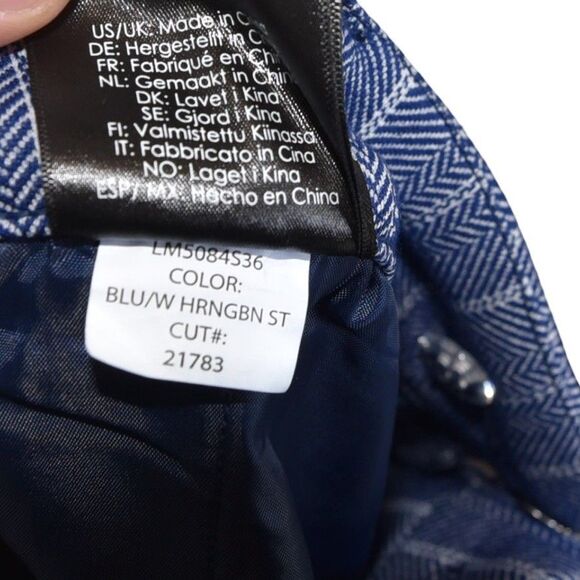 US/UK: Made in C
DE: Hergestellt in C
FR: Fabriqué en Chi
NL: Gemaakt in Chin
DK: Lavet i Kina
SE: Gjord i Kina
FI: Valmistettu Kiinassa
IT: Fabbricato in Cina
NO: Laget i Kina
ESP/ MX: Hecho en China
LM5084S36
COLOR:
BLU/W HRNGBN ST
CUT#:
21783